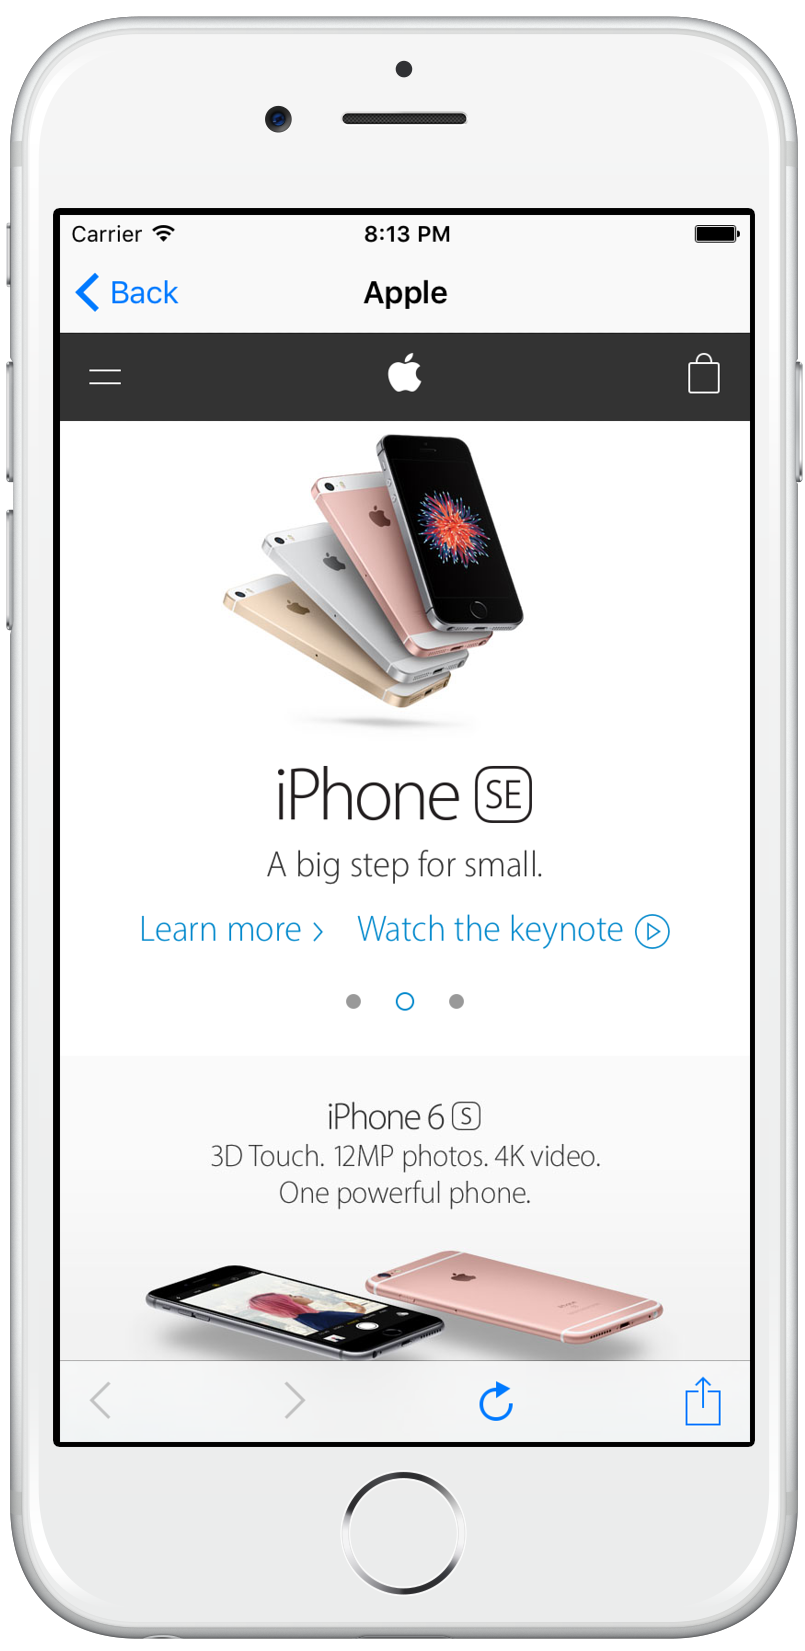 Carrier 8:13 PM
Back Apple
iPhone SE
A big step for small.
Learn more Watch the keynote
iPhone 6 S
3D Touch. 12MP photos. 4K video.
One powerful phone.